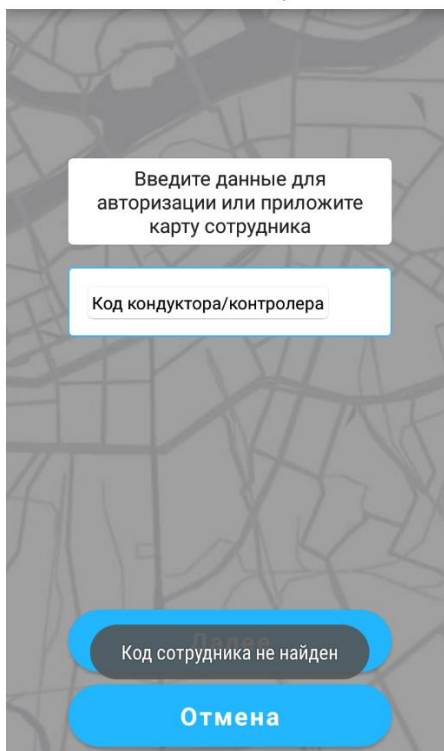 Введите данные для
авторизации или приложите
карту сотрудника
Код кондуктора/контролера
Код сотрудника не найден
Отмена